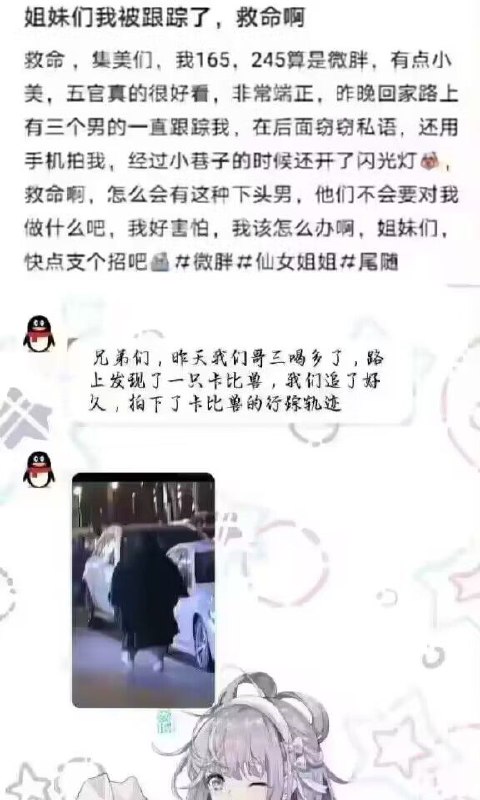 姐妹们我被跟踪了，救命啊
救命，集美们，我165，245算是微胖，有点小
美，五官真的很好看，非常端正，昨晚回家路上
有三个男的一直跟踪我，在后面窃窃私语，还用
手机拍我，经过小巷子的时候还开了闪光灯，
救命啊，怎么会有这种下头男，他们不会要对我
做什么吧，我好害怕，我该怎么办啊，姐妹们，
快点支个招吧#微胖#仙女姐姐#尾随
兄弟们，昨天我们哥三喝多了，路
上发现了一只卡比兽，我们追了好
久，拍下了卡比兽的行踪轨迹